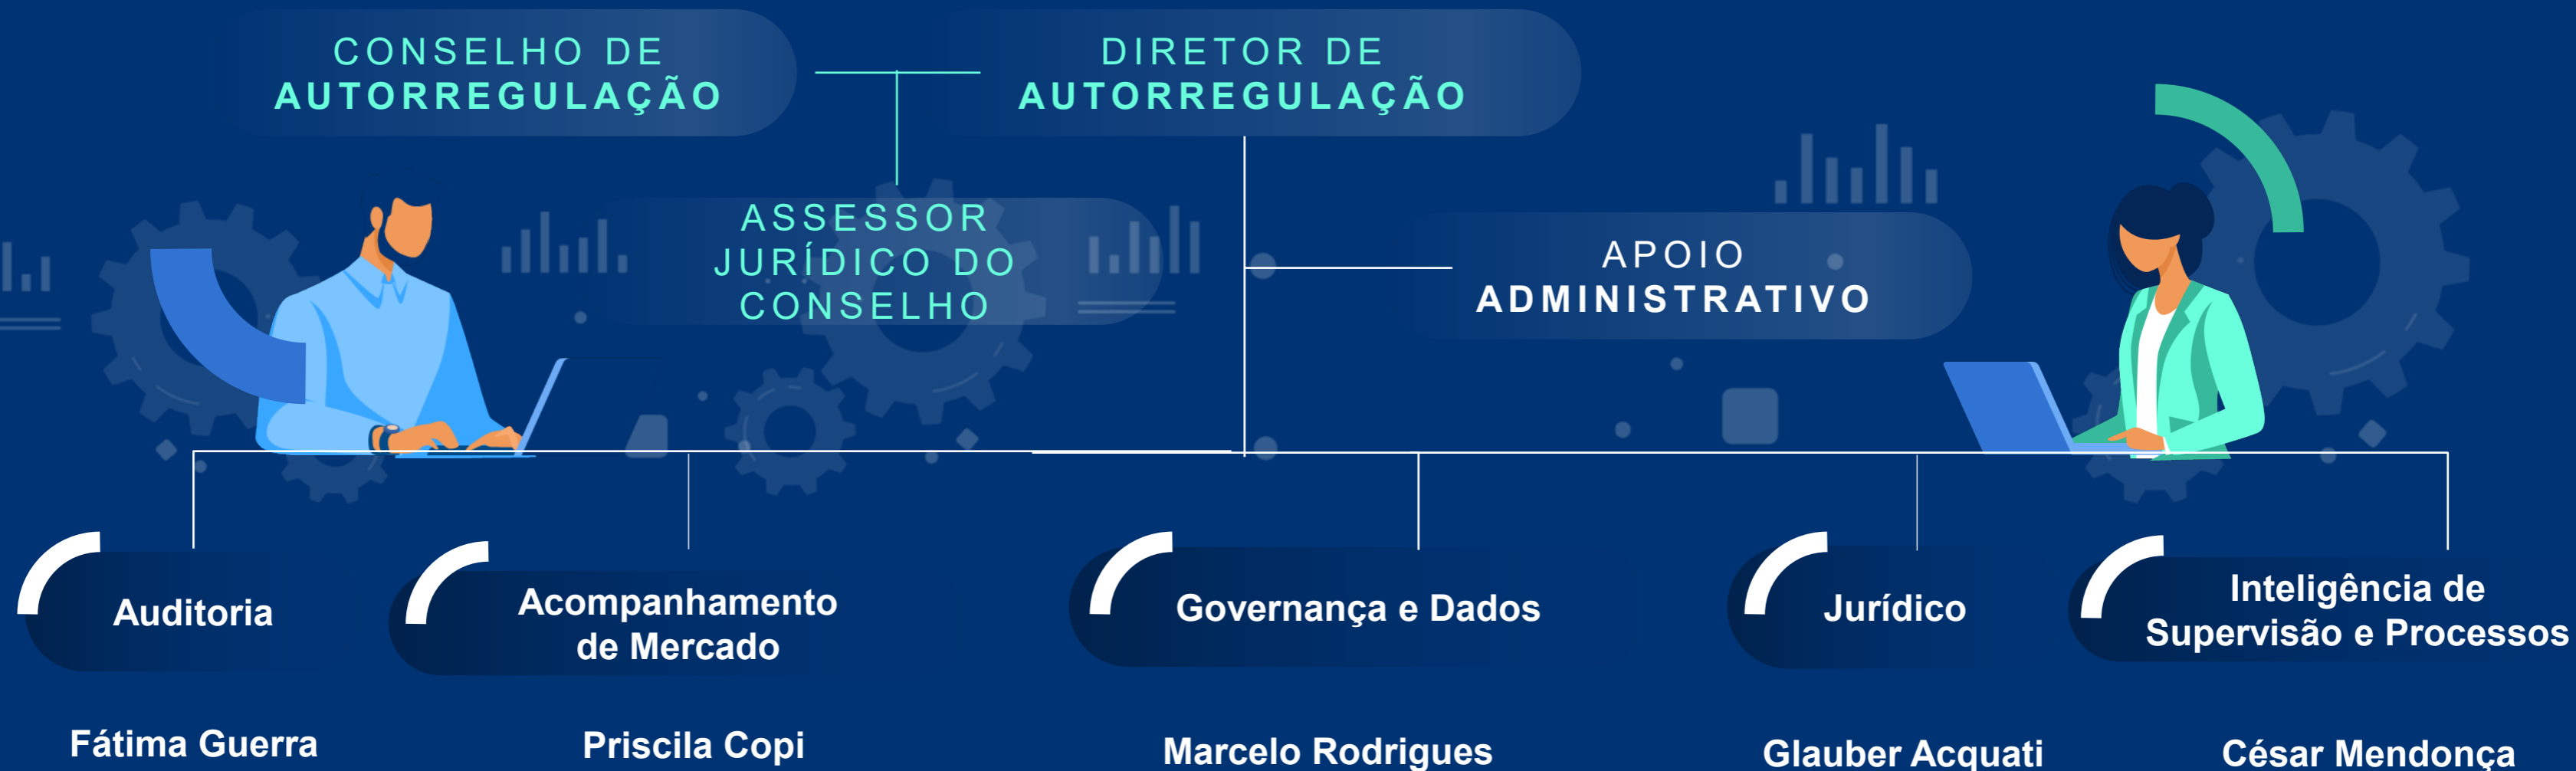 CONSELHO DE
AUTORREGULAÇÃO
DIRETOR DE
AUTORREGULAÇÃO
ASSESSOR
JURÍDICO DO
CONSELHO
APOIO
ADMINISTRATIVO
Auditoria
Acompanhamento
de Mercado
Governança e Dados
Jurídico
Inteligência de
Supervisão e Processos
Fátima Guerra
Priscila Copi
Marcelo Rodrigues
Glauber Acquati
César Mendonça